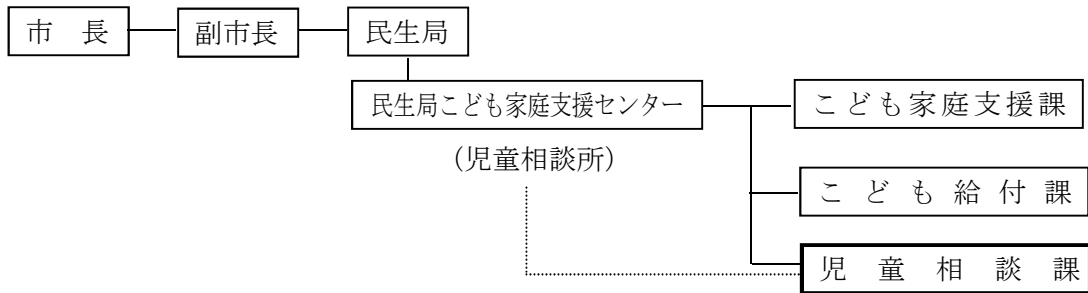 市長 副市長 民生局
民生局こども家庭支援センター こども家庭支援課
(児童相談所)
こども給付課
児童相談課